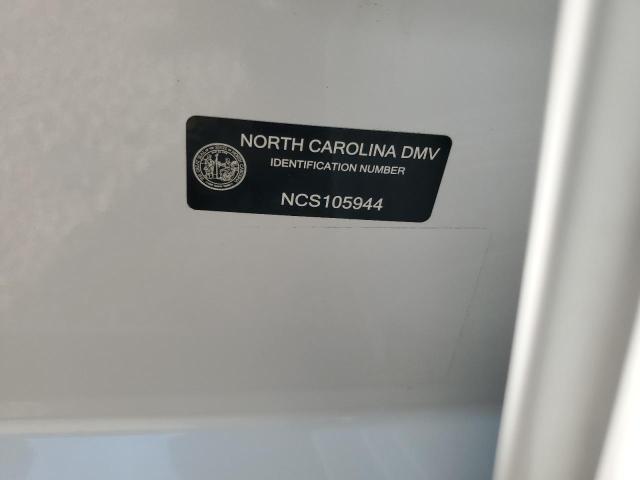 NORTH CAROLINA DMV
IDENTIFICATION NUMBER
NCS105944